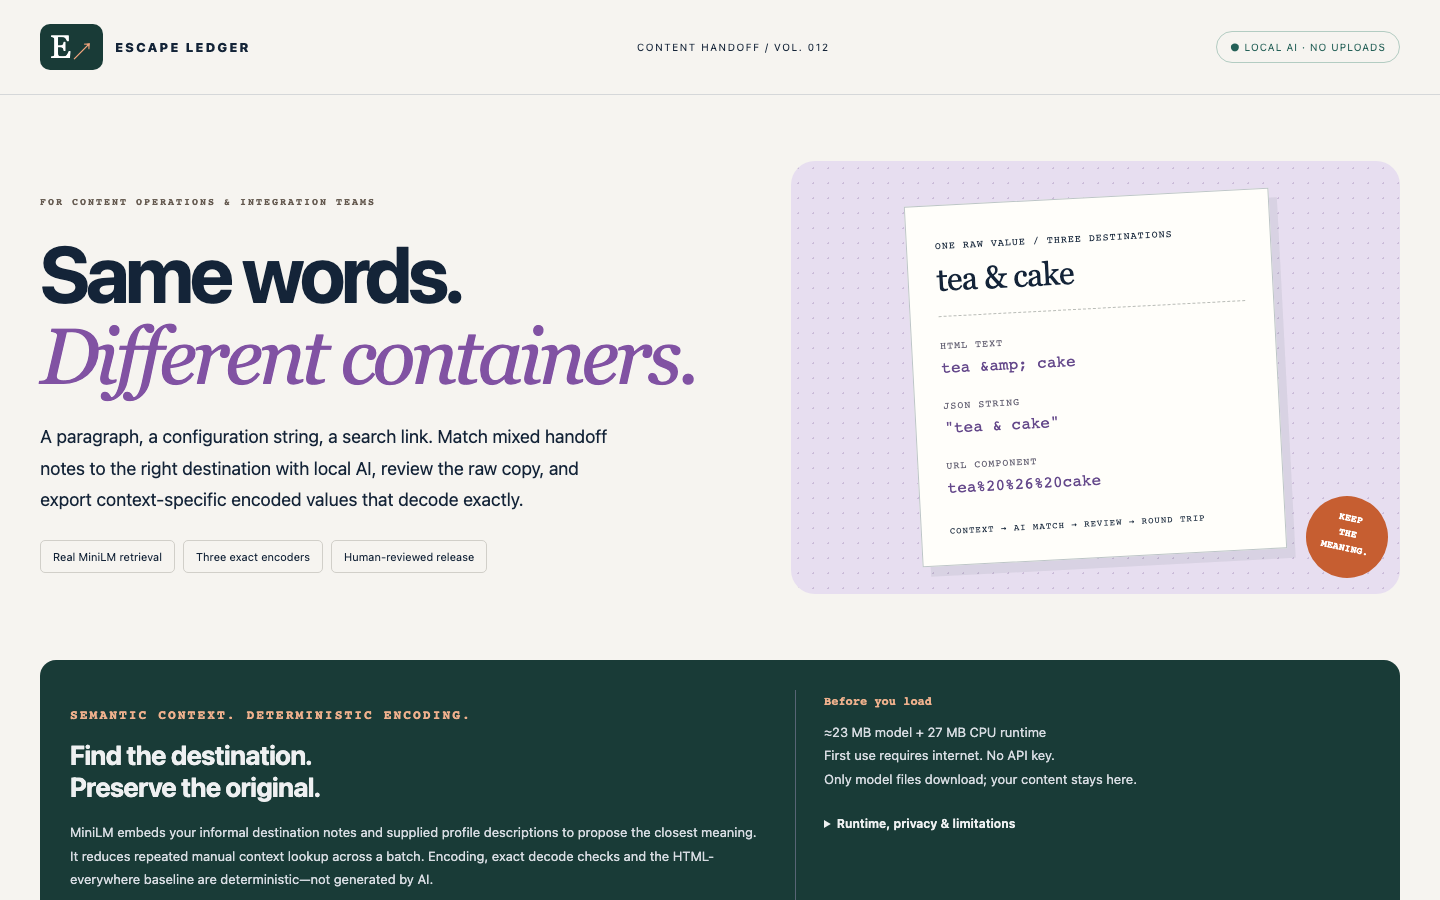 E↗ ESCAPE LEDGER
CONTENT HANDOFF / VOL. 012
LOCAL AI · NO UPLOADS
FOR CONTENT OPERATIONS & INTEGRATION TEAMS
Same words.
Different containers.
A paragraph, a configuration string, a search link. Match mixed handoff
notes to the right destination with local AI, review the raw copy, and
export context-specific encoded values that decode exactly.
Real MiniLM retrieval
Three exact encoders
Human-reviewed release
ONE RAW VALUE / THREE DESTINATIONS
tea & cake
HTML TEXT
tea &amp; cake
JSON STRING
"tea & cake"
URL COMPONENT
tea%20%26%20cake
CONTEXT → AI MATCH → REVIEW → ROUND TRIP
KEEP
THE
MEANING.
SEMANTIC CONTEXT. DETERMINISTIC ENCODING.
Find the destination.
Preserve the original.
MiniLM embeds your informal destination notes and supplied profile descriptions to propose the closest meaning.
It reduces repeated manual context lookup across a batch. Encoding, exact decode checks and the HTML-
everywhere baseline are deterministic—not generated by AI.
Before you load
≈23 MB model + 27 MB CPU runtime
First use requires internet. No API key.
Only model files download; your content stays here.
Runtime, privacy & limitations